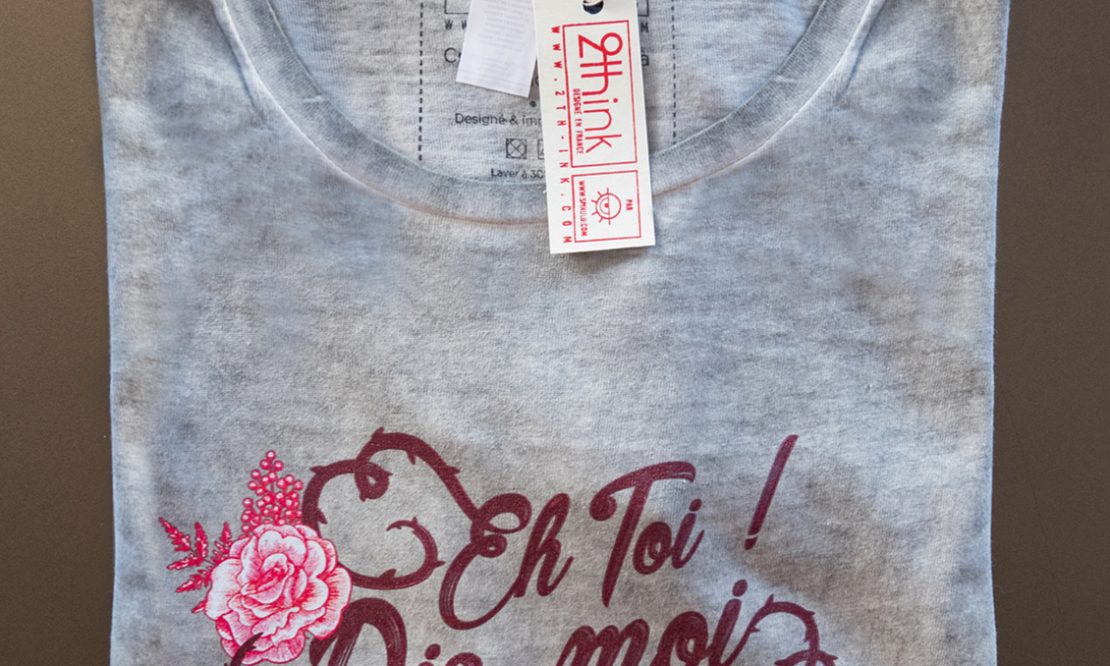 2think
DESIGNÉ EN FRANCE
WWW.2TH-INK.COM
PAR
WWW.SPKULU.COM
Designé & im
Laver à 30
Eh Toi !
Dis moi